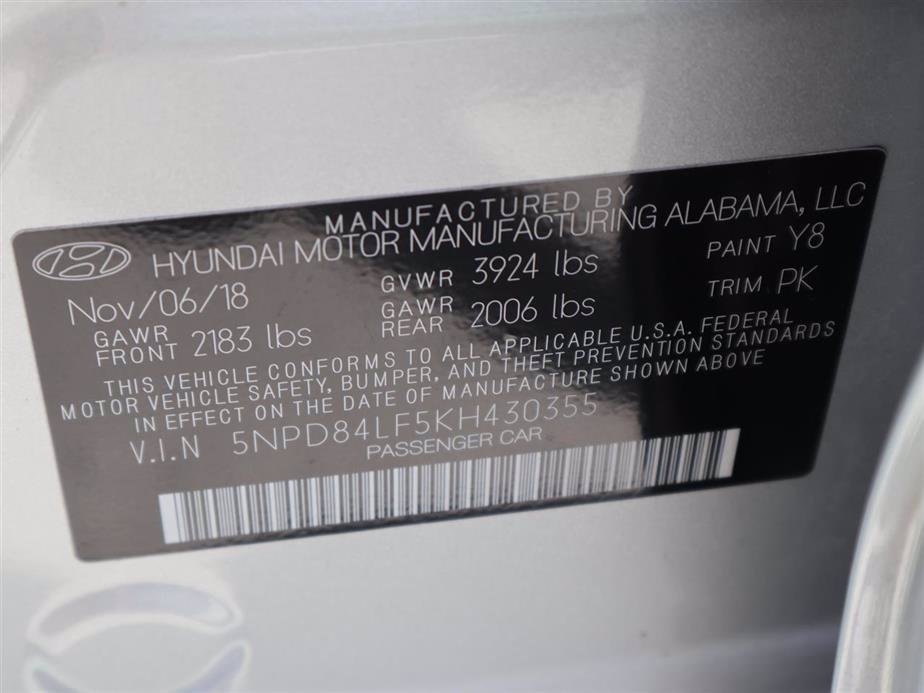 MANUFACTURED BY
HYUNDAI MOTOR MANUFACTURING ALABAMA, LLC
Nov/06/18 GVWR 3924 lbs PAINT Y8
GAWR FRONT 2183 lbs GAWR REAR 2006 lbs TRIM PK
THIS VEHICLE CONFORMS TO ALL APPLICABLE U.S.A. FEDERAL
MOTOR VEHICLE SAFETY, BUMPER, AND THEFT PREVENTION STANDARDS
IN EFFECT ON THE DATE OF MANUFACTURE SHOWN ABOVE
V.I.N 5NPD84LF5KH430355
PASSENGER CAR